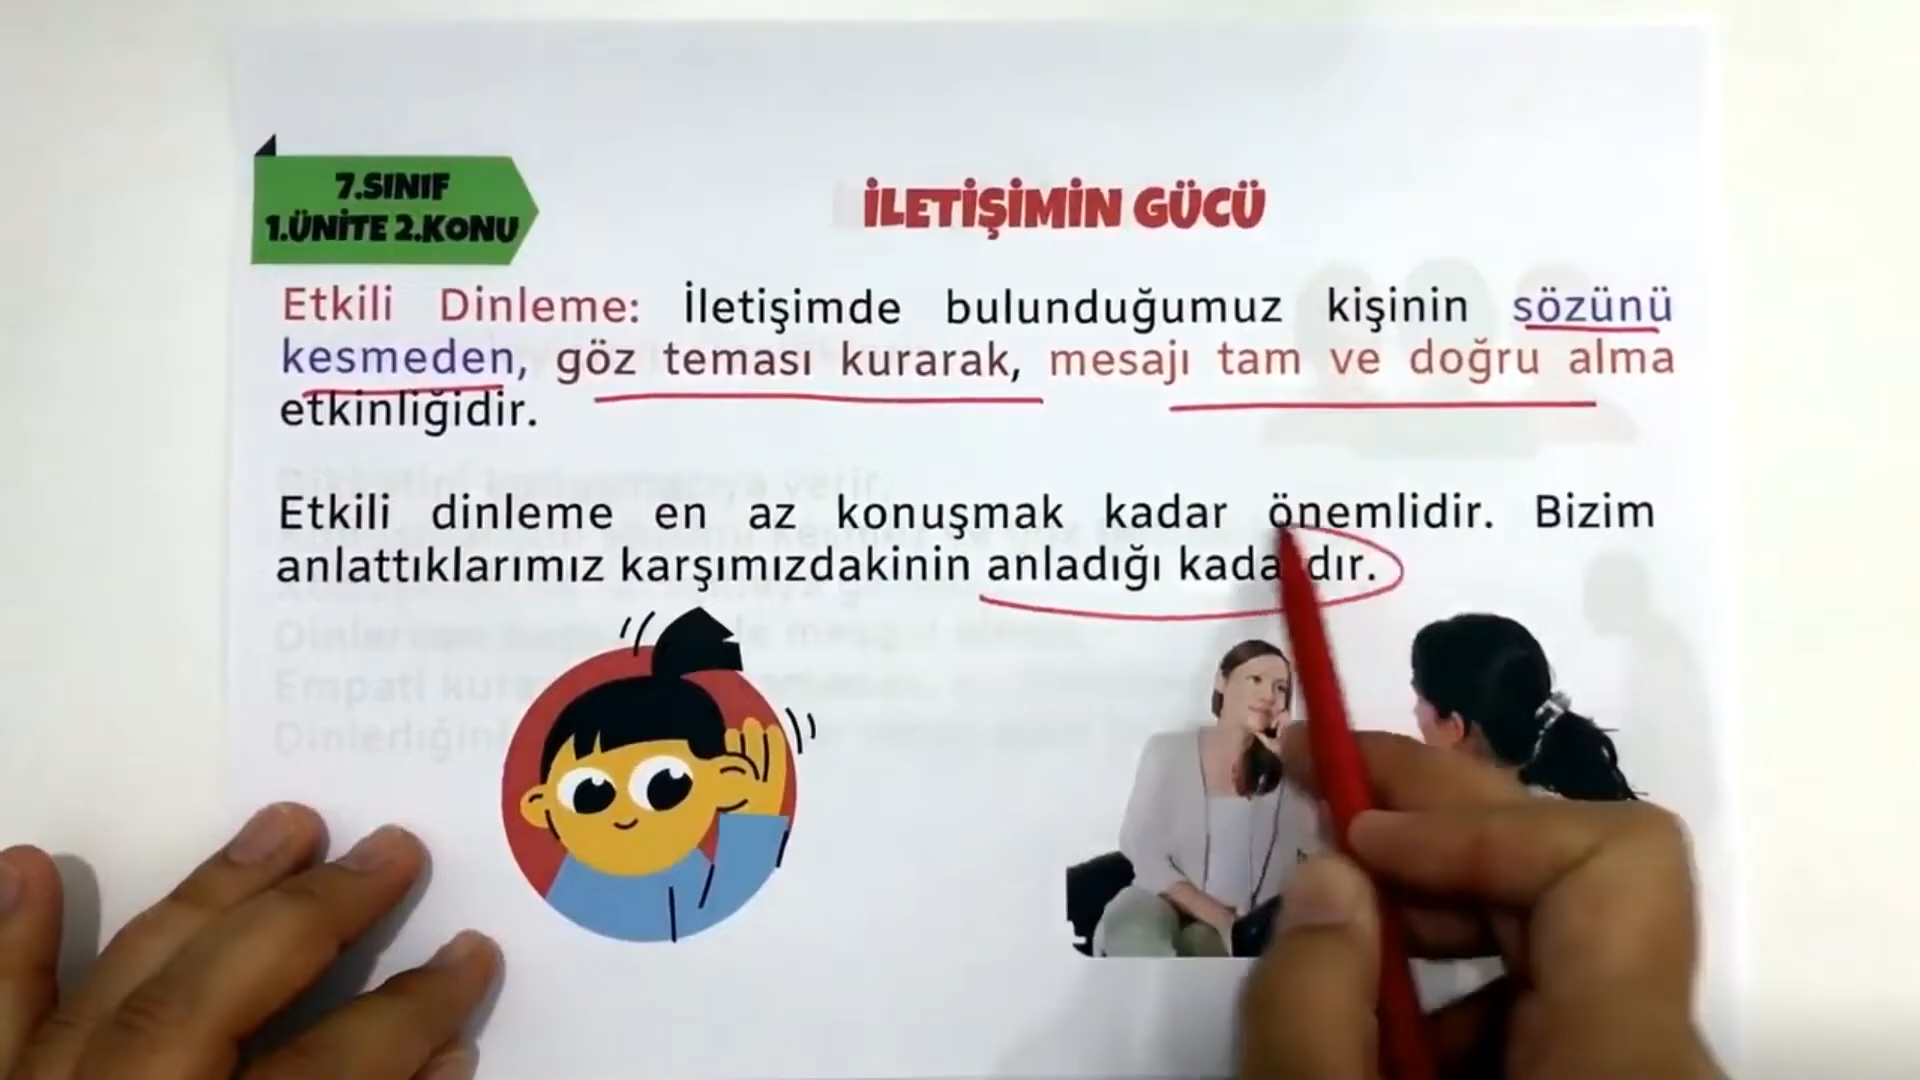 7.SINIF
1.ÜNİTE 2.KONU
İLETİŞİMİN GÜCÜ
Etkili Dinleme: İletişimde bulunduğumuz kişinin sözünü
kesmeden, göz teması kurarak, mesajı tam ve doğru alma
etkinliğidir.
Etkili dinleme en az konuşmak kadar önemlidir. Bizim
anlattıklarımız karşımızdakinin anladığı kadardır.